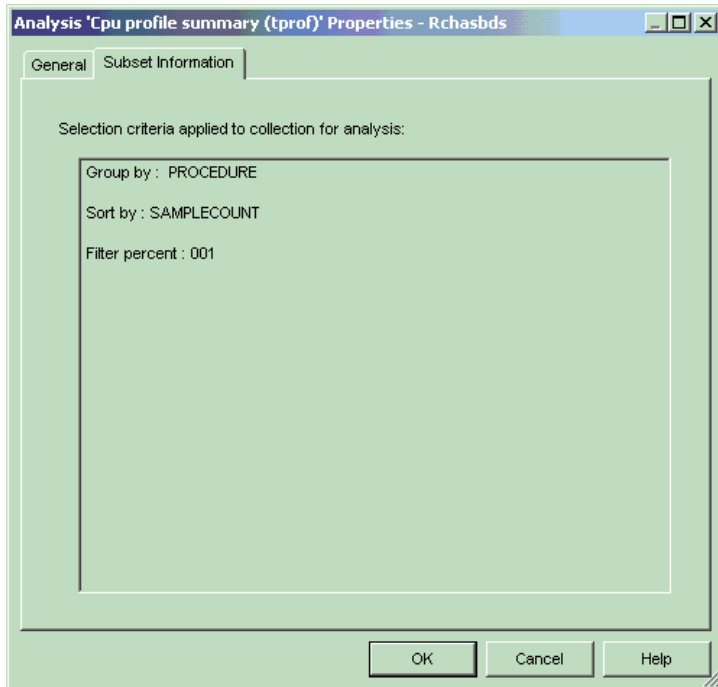 Analysis 'Cpu profile summary (tprof)' Properties - Rchasbds
General
Subset Information
Selection criteria applied to collection for analysis:
Group by :  PROCEDURE
Sort by : SAMPLECOUNT
Filter percent : 001
OK
Cancel
Help